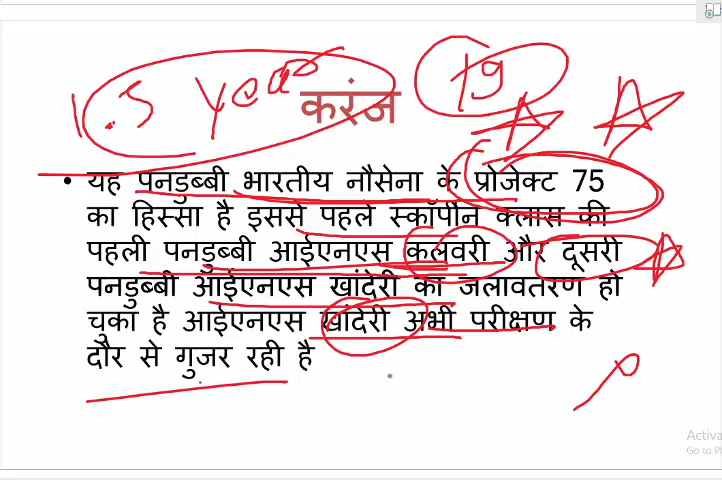 1.5 Years
19
करंज
• यह पनडुब्बी भारतीय नौसेना के प्रोजेक्ट 75
का हिस्सा है इससे पहले स्कॉर्पीन क्लास की
पहली पनडुब्बी आईएनएस कलवरी और दूसरी
पनडुब्बी आईएनएस खांदेरी का जलावतरण हो
चुका है आईएनएस खांदेरी अभी परीक्षण के
दौर से गुजर रही है
Activa
Go to P